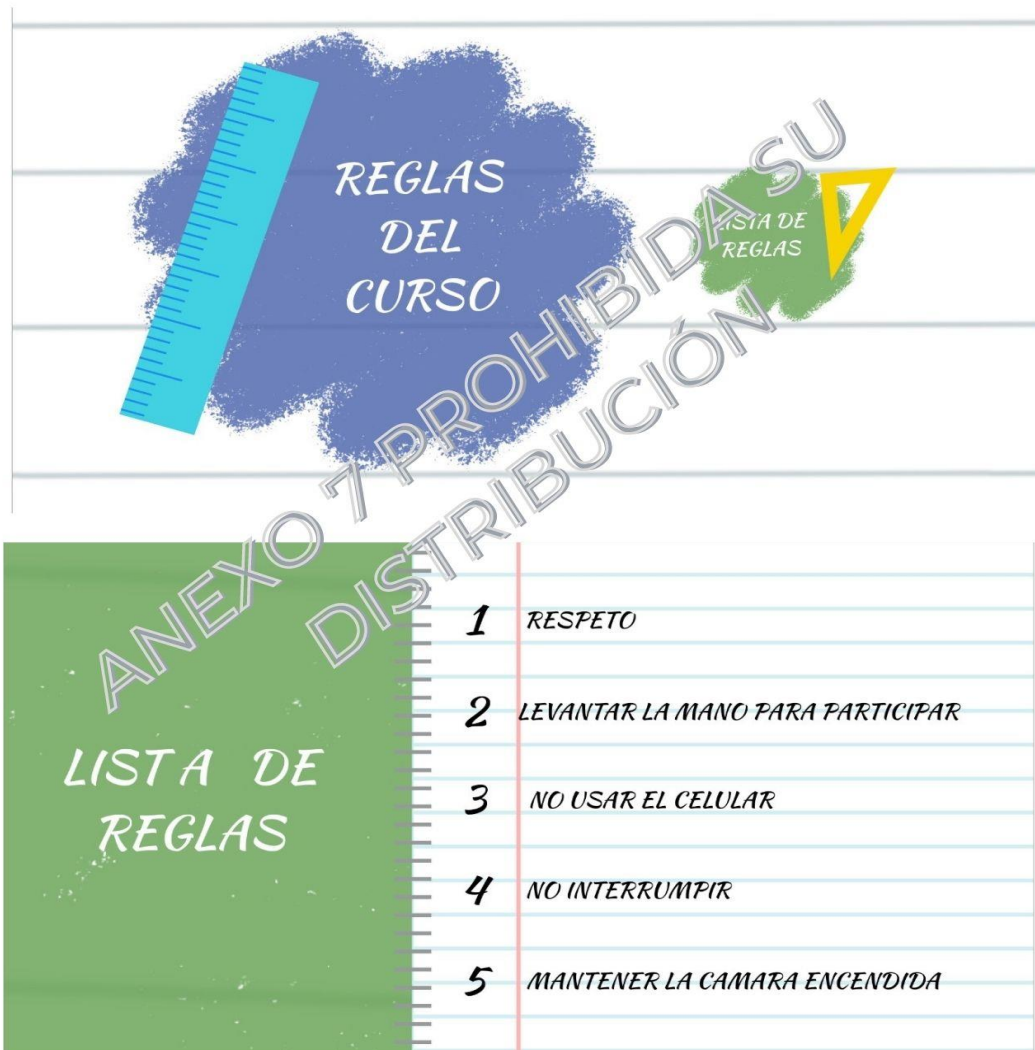 REGLAS
DEL
CURSO
LISTA DE
REGLAS
ANEXO 7 PROHIBIDA SU
DISTRIBUCIÓN
LISTA DE
REGLAS
1 RESPETO
2 LEVANTAR LA MANO PARA PARTICIPAR
3 NO USAR EL CELULAR
4 NO INTERRUMPIR
5 MANTENER LA CAMARA ENCENDIDA